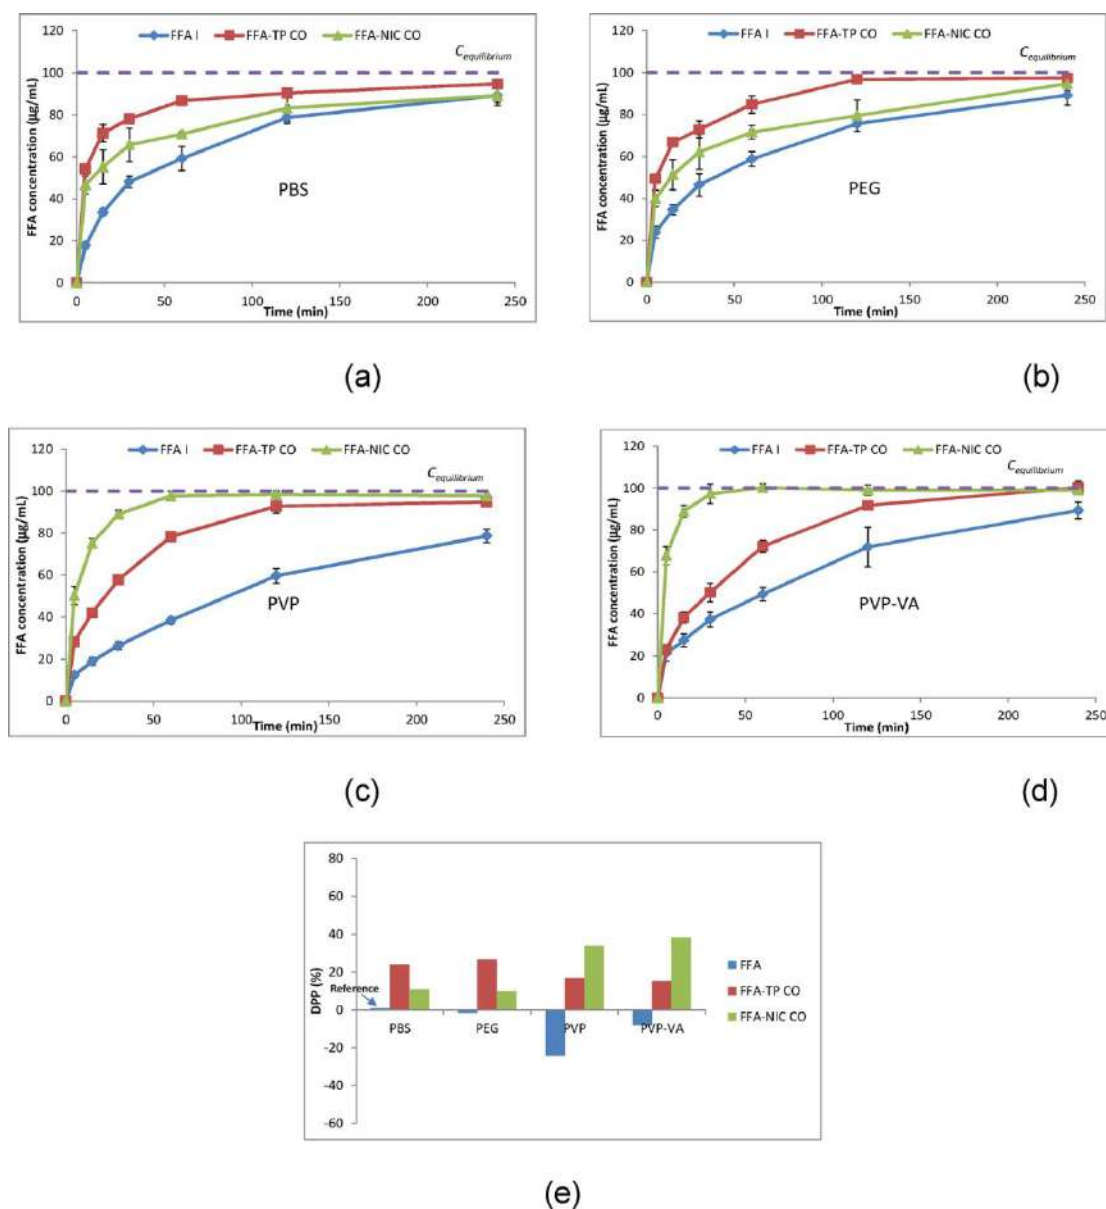 FFA I FFA-TP CO FFA-NIC CO
C_equilibrium
FFA concentration (µg/mL)
120
100
80
60
40
20
0
PBS
0 50 100 150 200 250
Time (min)
(a)
FFA I FFA-TP CO FFA-NIC CO
C_equilibrium
FFA concentration (µg/mL)
120
100
80
60
40
20
0
PEG
0 50 100 150 200 250
Time (min)
(b)
FFA I FFA-TP CO FFA-NIC CO
C_equilibrium
FFA concentration (µg/mL)
120
100
80
60
40
20
0
PVP
0 50 100 150 200 250
Time (min)
(c)
FFA I FFA-TP CO FFA-NIC CO
C_equilibrium
FFA concentration (µg/mL)
120
100
80
60
40
20
0
PVP-VA
0 50 100 150 200 250
Time (min)
(d)
DPP (%)
80
60
40
20
0
-20
-40
-60
Reference
PBS PEG PVP PVP-VA
FFA
FFA-TP CO
FFA-NIC CO
(e)